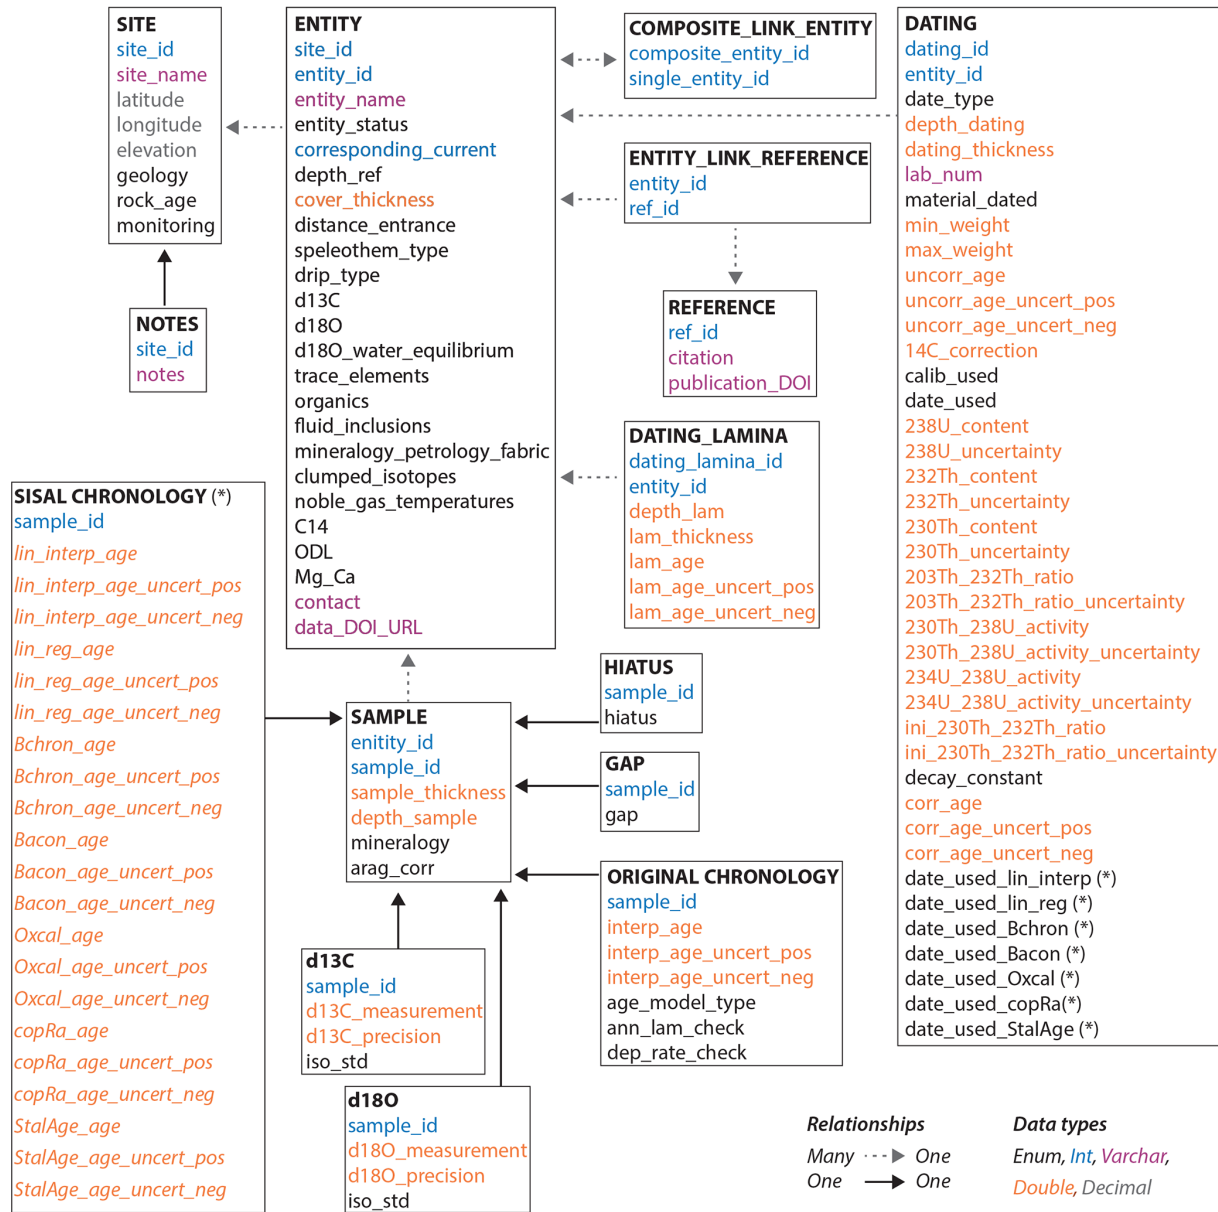 SITE
site_id
site_name
latitude
longitude
elevation
geology
rock_age
monitoring
NOTES
site_id
notes
ENTITY
site_id
entity_id
entity_name
entity_status
corresponding_current
depth_ref
cover_thickness
distance_entrance
speleothem_type
drip_type
d13C
d18O
d18O_water_equilibrium
trace_elements
organics
fluid_inclusions
mineralogy_petrology_fabric
clumped_isotopes
noble_gas_temperatures
C14
ODL
Mg_Ca
contact
data_DOI_URL
COMPOSITE_LINK_ENTITY
composite_entity_id
single_entity_id
ENTITY_LINK_REFERENCE
entity_id
ref_id
REFERENCE
ref_id
citation
publication_DOI
DATING_LAMINA
dating_lamina_id
entity_id
depth_lam
lam_thickness
lam_age
lam_age_uncert_pos
lam_age_uncert_neg
DATING
dating_id
entity_id
date_type
depth_dating
dating_thickness
lab_num
material_dated
min_weight
max_weight
uncorr_age
uncorr_age_uncert_pos
uncorr_age_uncert_neg
14C_correction
calib_used
date_used
238U_content
238U_uncertainty
232Th_content
232Th_uncertainty
230Th_content
230Th_uncertainty
203Th_232Th_ratio
203Th_232Th_ratio_uncertainty
230Th_238U_activity
230Th_238U_activity_uncertainty
234U_238U_activity
234U_238U_activity_uncertainty
ini_230Th_232Th_ratio
ini_230Th_232Th_ratio_uncertainty
decay_constant
corr_age
corr_age_uncert_pos
corr_age_uncert_neg
date_used_lin_interp (*)
date_used_lin_reg (*)
date_used_Bchron (*)
date_used_Bacon (*)
date_used_Oxcal (*)
date_used_copRa(*)
date_used_StalAge (*)
SISAL CHRONOLOGY (*)
sample_id
lin_interp_age
lin_interp_age_uncert_pos
lin_interp_age_uncert_neg
lin_reg_age
lin_reg_age_uncert_pos
lin_reg_age_uncert_neg
Bchron_age
Bchron_age_uncert_pos
Bchron_age_uncert_neg
Bacon_age
Bacon_age_uncert_pos
Bacon_age_uncert_neg
Oxcal_age
Oxcal_age_uncert_pos
Oxcal_age_uncert_neg
copRa_age
copRa_age_uncert_pos
copRa_age_uncert_neg
StalAge_age
StalAge_age_uncert_pos
StalAge_age_uncert_neg
SAMPLE
enitity_id
sample_id
sample_thickness
depth_sample
mineralogy
arag_corr
HIATUS
sample_id
hiatus
GAP
sample_id
gap
ORIGINAL CHRONOLOGY
sample_id
interp_age
interp_age_uncert_pos
interp_age_uncert_neg
age_model_type
ann_lam_check
dep_rate_check
d13C
sample_id
d13C_measurement
d13C_precision
iso_std
d18O
sample_id
d18O_measurement
d18O_precision
iso_std
Relationships
Many One
One One
Data types
Enum, Int, Varchar,
Double, Decimal